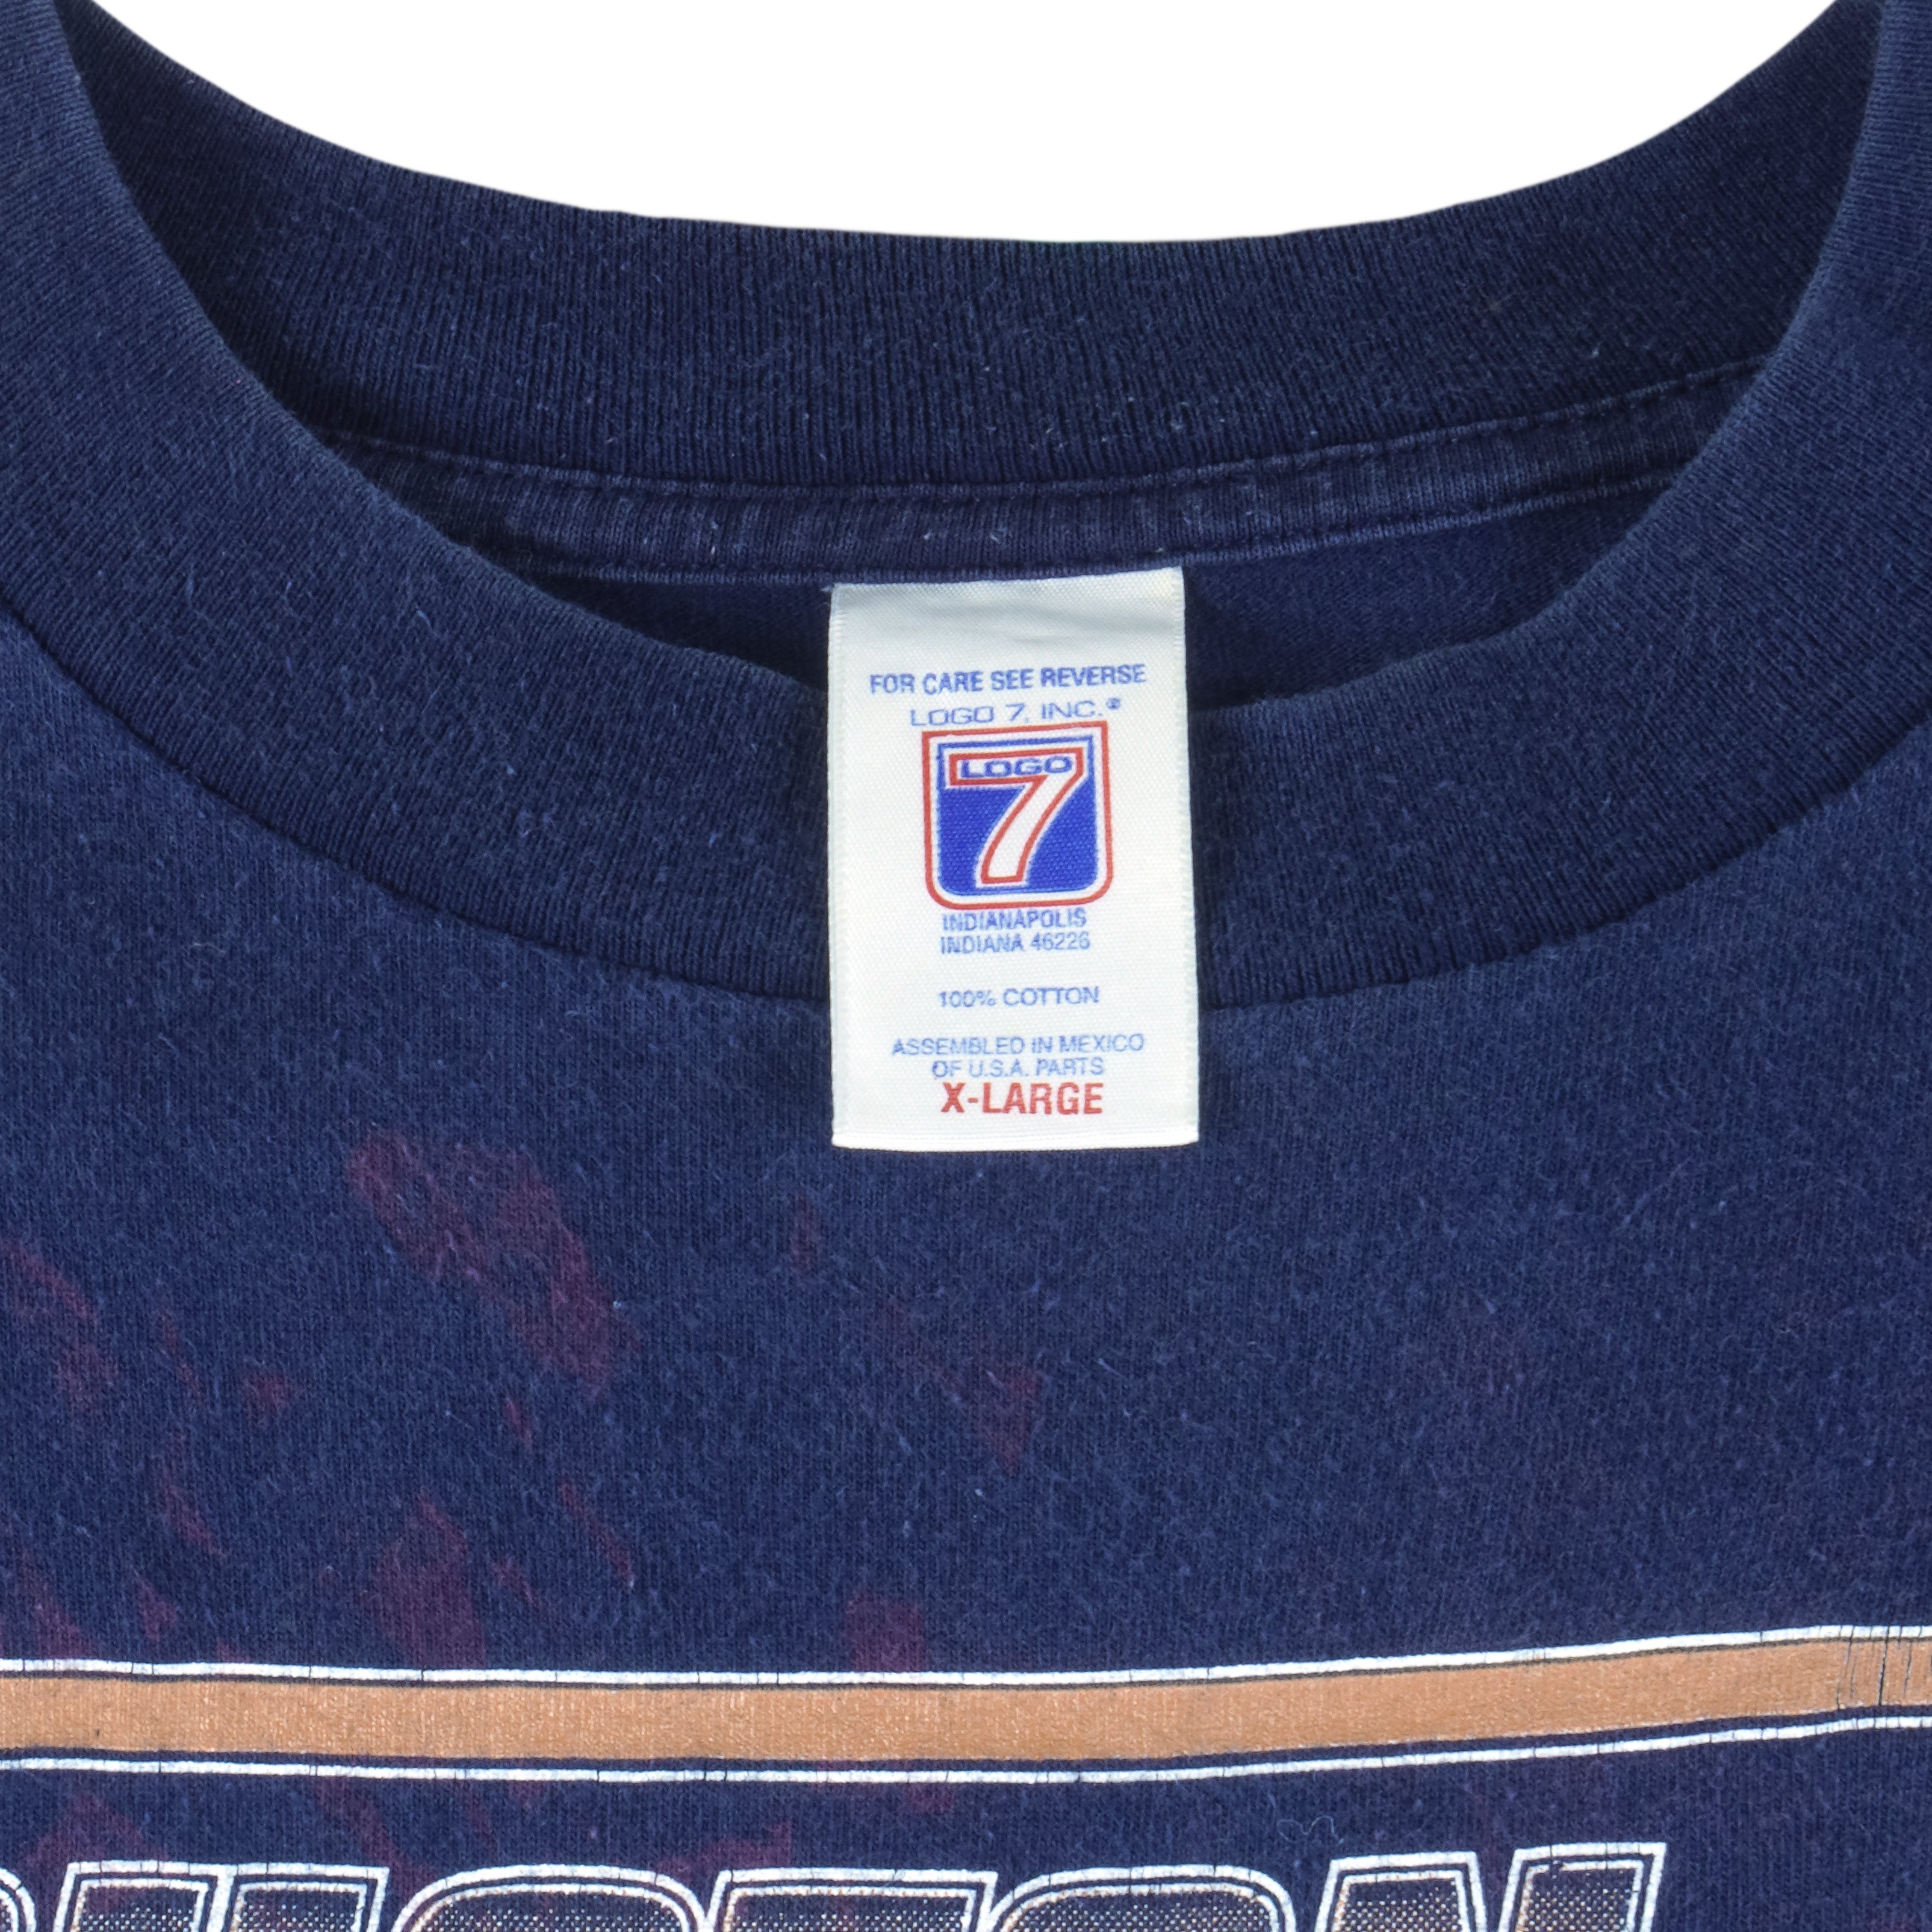 FOR CARE SEE REVERSE
LOGO 7, INC.®
LOGO
7
INDIANAPOLIS
INDIANA 46226
100% COTTON
ASSEMBLED IN MEXICO
OF U.S.A. PARTS
X-LARGE